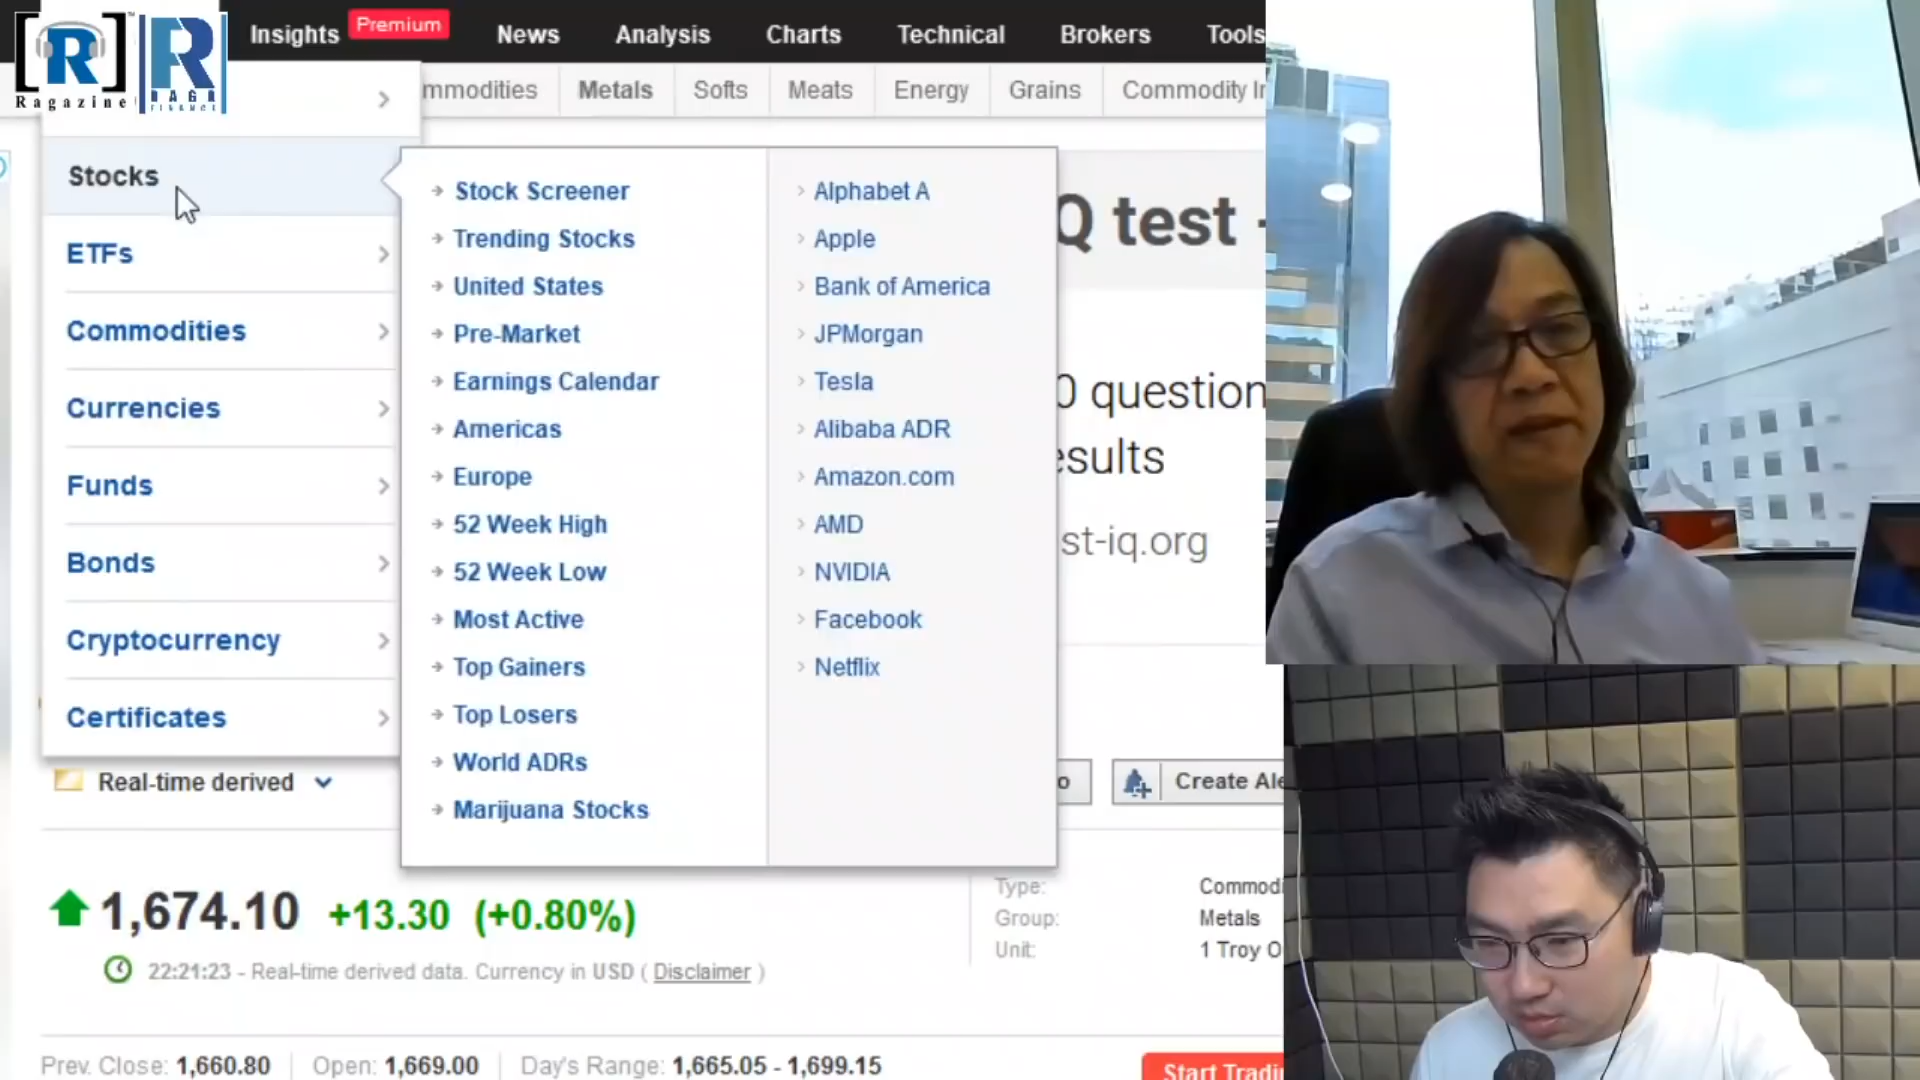 [R] R
Ragazine RAGA
FINANCE
Insights Premium News Analysis Charts Technical Brokers Tools
mmodities Metals Softs Meats Energy Grains Commodity In
Stocks
ETFs
Commodities
Currencies
Funds
Bonds
Cryptocurrency
Certificates
Stock Screener
Trending Stocks
United States
Pre-Market
Earnings Calendar
Americas
Europe
52 Week High
52 Week Low
Most Active
Top Gainers
Top Losers
World ADRs
Marijuana Stocks
Alphabet A
Apple
Bank of America
JPMorgan
Tesla
Alibaba ADR
Amazon.com
AMD
NVIDIA
Facebook
Netflix
Q test -
0 question
esults
st-iq.org
Real-time derived
o Create Ale
1,674.10 +13.30 (+0.80%)
22:21:23 - Real-time derived data. Currency in USD ( Disclaimer )
Type: Commodi
Group: Metals
Unit: 1 Troy O
Prev. Close: 1,660.80 Open: 1,669.00 Day's Range: 1,665.05 - 1,699.15
Start Tradi